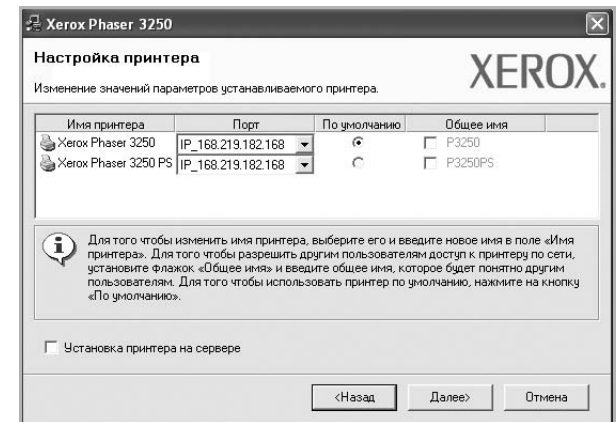 Xerox Phaser 3250
Настройка принтера
XEROX.
Изменение значений параметров устанавливаемого принтера.
Имя принтера Порт По умолчанию Общее имя
Xerox Phaser 3250 IP_168.219.182.168 P3250
Xerox Phaser 3250 PS IP_168.219.182.168 P3250PS
Для того чтобы изменить имя принтера, выберите его и введите новое имя в поле «Имя
принтера». Для того чтобы разрешить другим пользователям доступ к принтеру по сети,
установите флажок «Общее имя» и введите общее имя, которое будет понятно другим
пользователям. Для того чтобы использовать принтер по умолчанию, нажмите на кнопку
«По умолчанию».
Установка принтера на сервере
<Назад Далее> Отмена